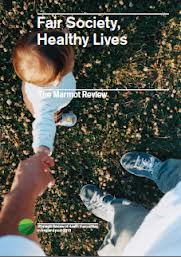 Fair Society,
Healthy Lives
The Marmot Review